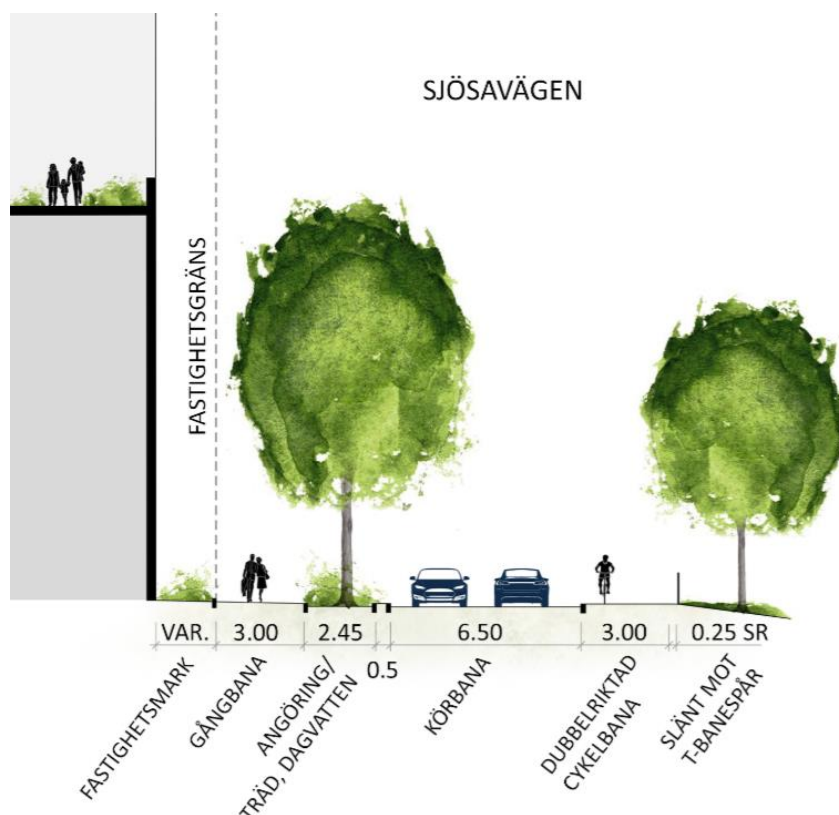 SJÖSAVÄGEN
FASTIGHETSGRÄNS
VAR.
3.00
2.45
0.5
6.50
3.00
0.25 SR
FASTIGHETSMARK
GÅNGBANA
ANGÖRING/
TRÄD, DAGVATTEN
KÖRBANA
DUBBELRIKTAD
CYKELBANA
SLÄNT MOT
T-BANESPÅR